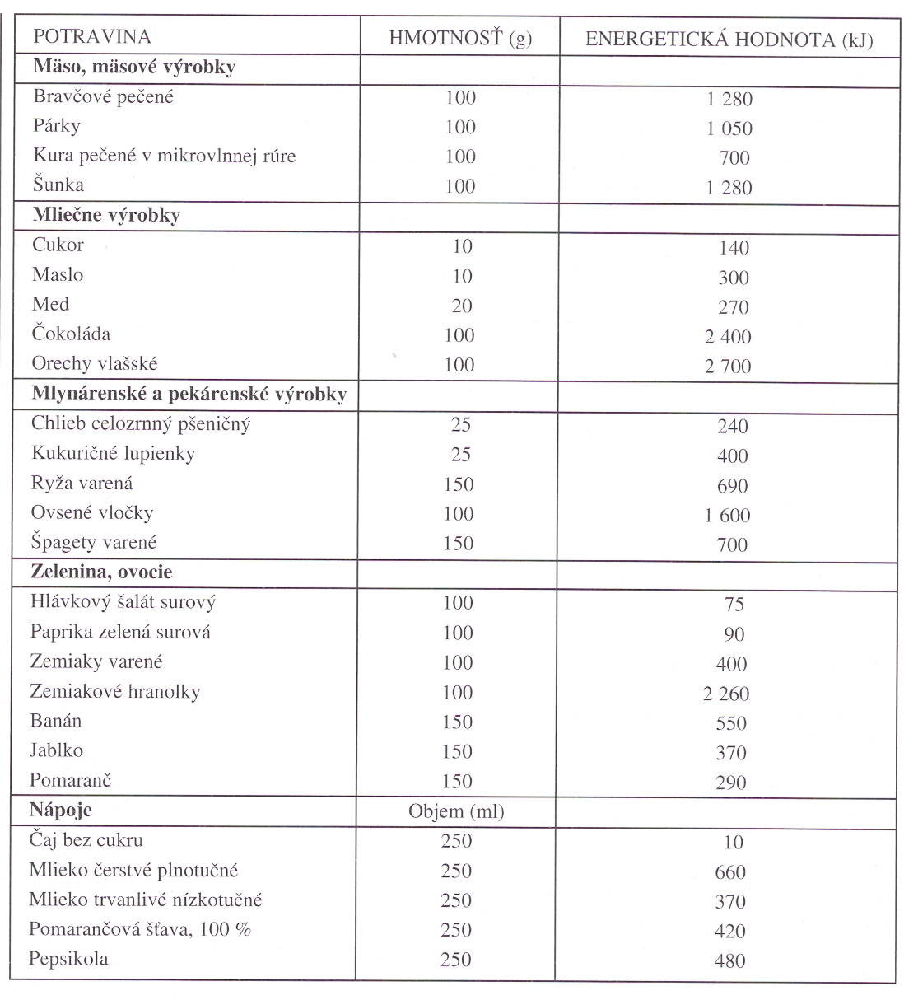 POTRAVINA HMOTNOSŤ (g) ENERGETICKÁ HODNOTA (kJ)
Mäso, mäsové výrobky
Bravčové pečené 100 1 280
Párky 100 1 050
Kura pečené v mikrovlnnej rúre 100 700
Šunka 100 1 280
Mliečne výrobky
Cukor 10 140
Maslo 10 300
Med 20 270
Čokoláda 100 2 400
Orechy vlašské 100 2 700
Mlynárenské a pekárenské výrobky
Chlieb celozrnný pšeničný 25 240
Kukuričné lupienky 25 400
Ryža varená 150 690
Ovsené vločky 100 1 600
Špagety varené 150 700
Zelenina, ovocie
Hlávkový šalát surový 100 75
Paprika zelená surová 100 90
Zemiaky varené 100 400
Zemiakové hranolky 100 2 260
Banán 150 550
Jablko 150 370
Pomaranč 150 290
Nápoje Objem (ml)
Čaj bez cukru 250 10
Mlieko čerstvé plnotučné 250 660
Mlieko trvanlivé nízkotučné 250 370
Pomarančová šťava, 100 % 250 420
Pepsikola 250 480